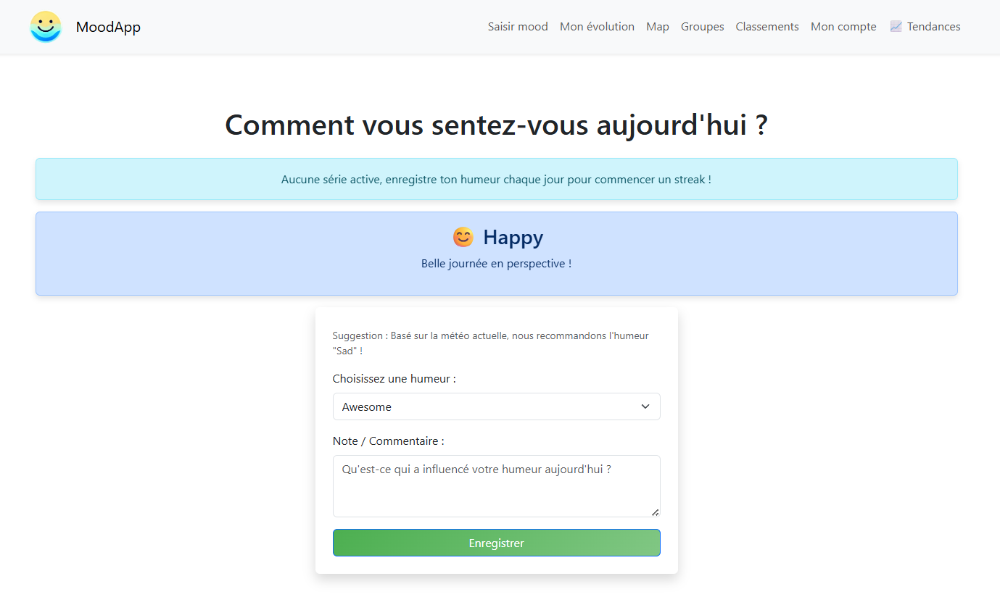 MoodApp
Saisir mood
Mon évolution
Map
Groupes
Classements
Mon compte
Tendances
Comment vous sentez-vous aujourd'hui ?
Aucune série active, enregistre ton humeur chaque jour pour commencer un streak !
Happy
Belle journée en perspective !
Suggestion : Basé sur la météo actuelle, nous recommandons l'humeur
"Sad" !
Choisissez une humeur :
Awesome
Note / Commentaire :
Qu'est-ce qui a influencé votre humeur aujourd'hui ?
Enregistrer